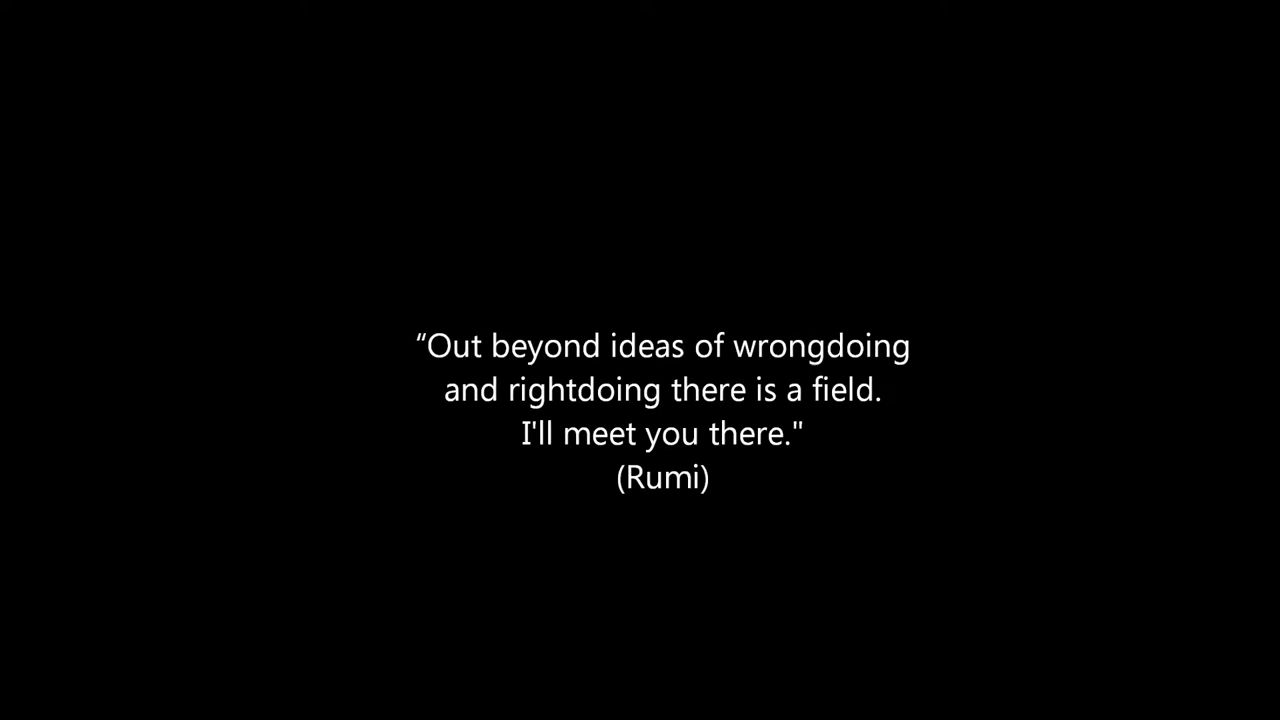 “Out beyond ideas of wrongdoing
and rightdoing there is a field.
I'll meet you there."
(Rumi)